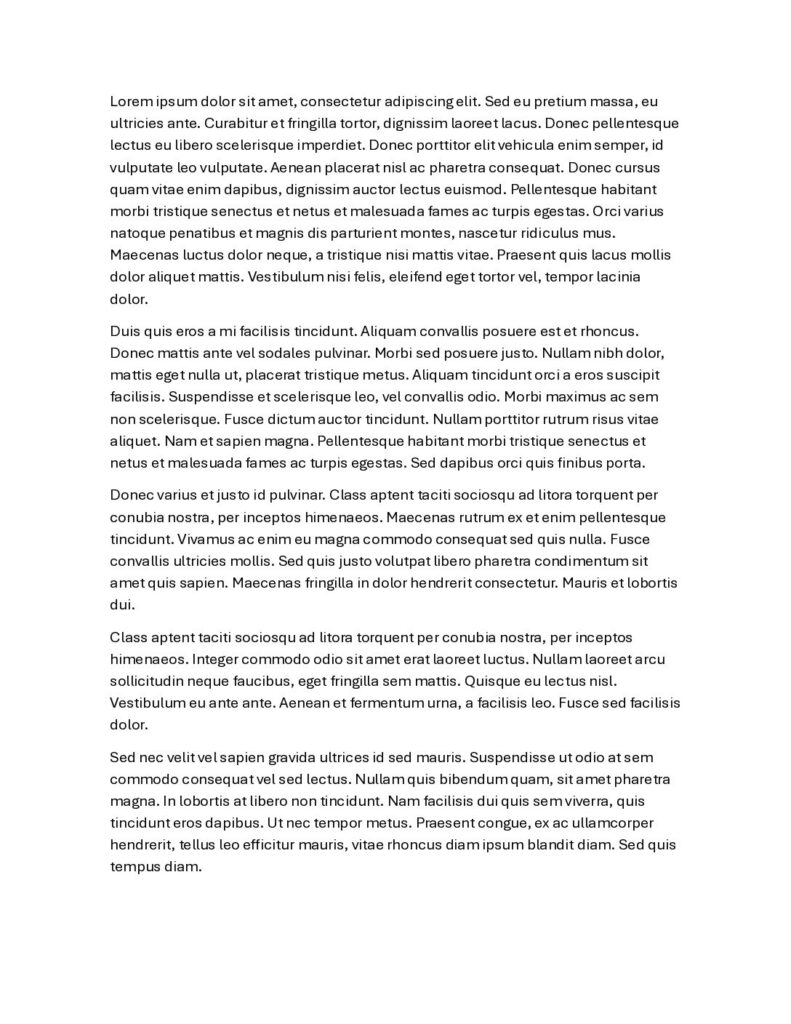 Lorem ipsum dolor sit amet, consectetur adipiscing elit. Sed eu pretium massa, eu
ultricies ante. Curabitur et fringilla tortor, dignissim laoreet lacus. Donec pellentesque
lectus eu libero scelerisque imperdiet. Donec porttitor elit vehicula enim semper, id
vulputate leo vulputate. Aenean placerat nisl ac pharetra consequat. Donec cursus
quam vitae enim dapibus, dignissim auctor lectus euismod. Pellentesque habitant
morbi tristique senectus et netus et malesuada fames ac turpis egestas. Orci varius
natoque penatibus et magnis dis parturient montes, nascetur ridiculus mus.
Maecenas luctus dolor neque, a tristique nisi mattis vitae. Praesent quis lacus mollis
dolor aliquet mattis. Vestibulum nisi felis, eleifend eget tortor vel, tempor lacinia
dolor.
Duis quis eros a mi facilisis tincidunt. Aliquam convallis posuere est et rhoncus.
Donec mattis ante vel sodales pulvinar. Morbi sed posuere justo. Nullam nibh dolor,
mattis eget nulla ut, placerat tristique metus. Aliquam tincidunt orci a eros suscipit
facilisis. Suspendisse et scelerisque leo, vel convallis odio. Morbi maximus ac sem
non scelerisque. Fusce dictum auctor tincidunt. Nullam porttitor rutrum risus vitae
aliquet. Nam et sapien magna. Pellentesque habitant morbi tristique senectus et
netus et malesuada fames ac turpis egestas. Sed dapibus orci quis finibus porta.
Donec varius et justo id pulvinar. Class aptent taciti sociosqu ad litora torquent per
conubia nostra, per inceptos himenaeos. Maecenas rutrum ex et enim pellentesque
tincidunt. Vivamus ac enim eu magna commodo consequat sed quis nulla. Fusce
convallis ultricies mollis. Sed quis justo volutpat libero pharetra condimentum sit
amet quis sapien. Maecenas fringilla in dolor hendrerit consectetur. Mauris et lobortis
dui.
Class aptent taciti sociosqu ad litora torquent per conubia nostra, per inceptos
himenaeos. Integer commodo odio sit amet erat laoreet luctus. Nullam laoreet arcu
sollicitudin neque faucibus, eget fringilla sem mattis. Quisque eu lectus nisl.
Vestibulum eu ante ante. Aenean et fermentum urna, a facilisis leo. Fusce sed facilisis
dolor.
Sed nec velit vel sapien gravida ultrices id sed mauris. Suspendisse ut odio at sem
commodo consequat vel sed lectus. Nullam quis bibendum quam, sit amet pharetra
magna. In lobortis at libero non tincidunt. Nam facilisis dui quis sem viverra, quis
tincidunt eros dapibus. Ut nec tempor metus. Praesent congue, ex ac ullamcorper
hendrerit, tellus leo efficitur mauris, vitae rhoncus diam ipsum blandit diam. Sed quis
tempus diam.